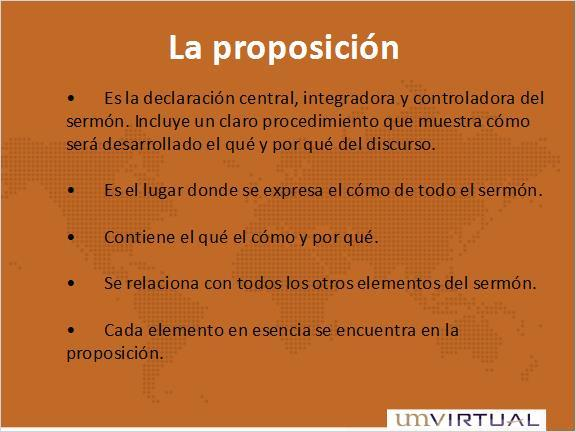 La proposición
• Es la declaración central, integradora y controladora del
sermón. Incluye un claro procedimiento que muestra cómo
será desarrollado el qué y por qué del discurso.
• Es el lugar donde se expresa el cómo de todo el sermón.
• Contiene el qué el cómo y por qué.
• Se relaciona con todos los otros elementos del sermón.
• Cada elemento en esencia se encuentra en la
proposición.
umVIRTUAL